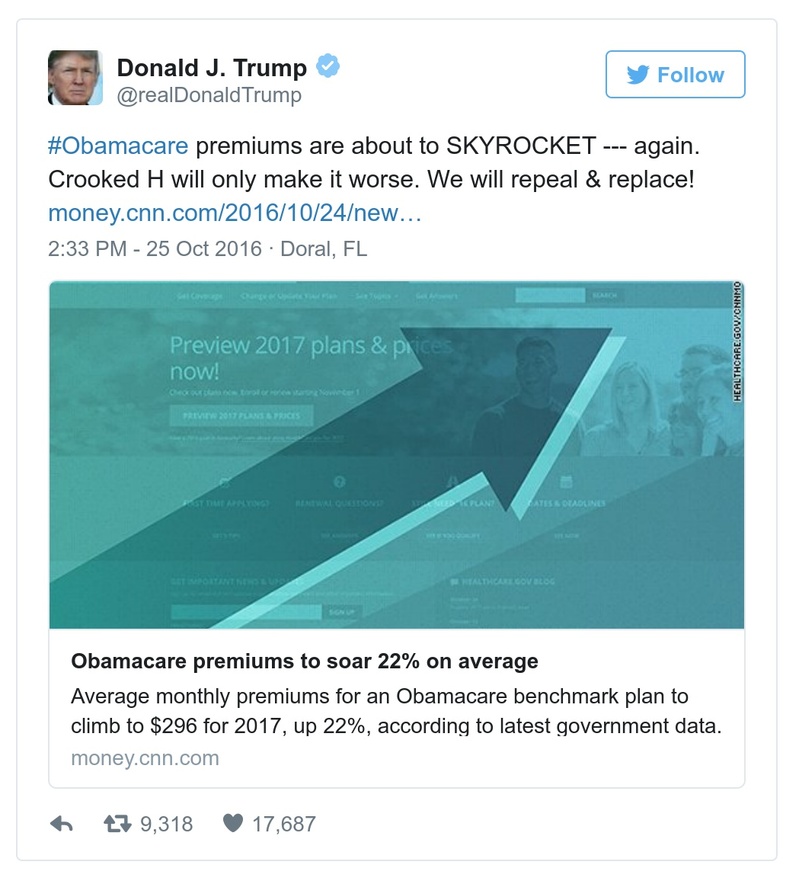 Donald J. Trump
@realDonaldTrump
Follow
#Obamacare premiums are about to SKYROCKET --- again.
Crooked H will only make it worse. We will repeal & replace!
money.cnn.com/2016/10/24/new…
2:33 PM - 25 Oct 2016 · Doral, FL
HEALTHCARE.GOV/CNNMO
Get Coverage Change or Update Your Plan See Topics Get Answers
SEARCH
Preview 2017 plans & prices
now!
Check out plans now. Enroll or renew starting November 1
PREVIEW 2017 PLANS & PRICES
FIRST TIME APPLYING? RENEWAL QUESTIONS? PLANT DATES & DEADLINES
GET IMPORTANT NEWS &
HEALTHCARE.GOV BLOG
SIGN UP
Obamacare premiums to soar 22% on average
Average monthly premiums for an Obamacare benchmark plan to
climb to $296 for 2017, up 22%, according to latest government data.
money.cnn.com
9,318 17,687